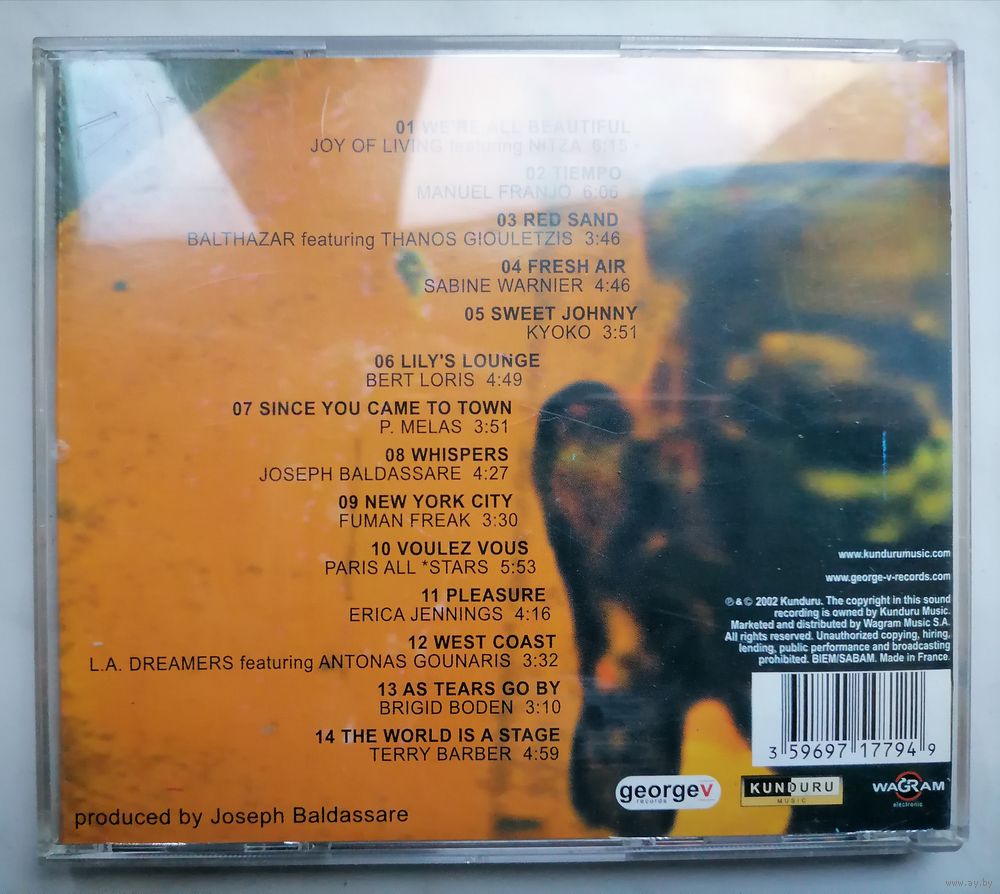 01 WE'RE ALL BEAUTIFUL
JOY OF LIVING featuring NITZA 6:15
02 TIEMPO
MANUEL FRANJO 6:06
03 RED SAND
BALTHAZAR featuring THANOS GIOULETZIS 3:46
04 FRESH AIR
SABINE WARNIER 4:46
05 SWEET JOHNNY
KYOKO 3:51
06 LILY'S LOUNGE
BERT LORIS 4:49
07 SINCE YOU CAME TO TOWN
P. MELAS 3:51
08 WHISPERS
JOSEPH BALDASSARE 4:27
09 NEW YORK CITY
FUMAN FREAK 3:30
10 VOULEZ VOUS
PARIS ALL *STARS 5:53
11 PLEASURE
ERICA JENNINGS 4:16
12 WEST COAST
L.A. DREAMERS featuring ANTONAS GOUNARIS 3:32
13 AS TEARS GO BY
BRIGID BODEN 3:10
14 THE WORLD IS A STAGE
TERRY BARBER 4:59
produced by Joseph Baldassare
www.kundurumusic.com
www.george-v-records.com
℗ & © 2002 Kunduru. The copyright in this sound
recording is owned by Kunduru Music.
Marketed and distributed by Wagram Music S.A.
All rights reserved. Unauthorized copying, hiring,
lending, public performance and broadcasting
prohibited. BIEM/SABAM. Made in France.
3 59697 17794 9
georgev
records
KUNDURU
MUSIC
WAGRAM
electronic
www.ay.by